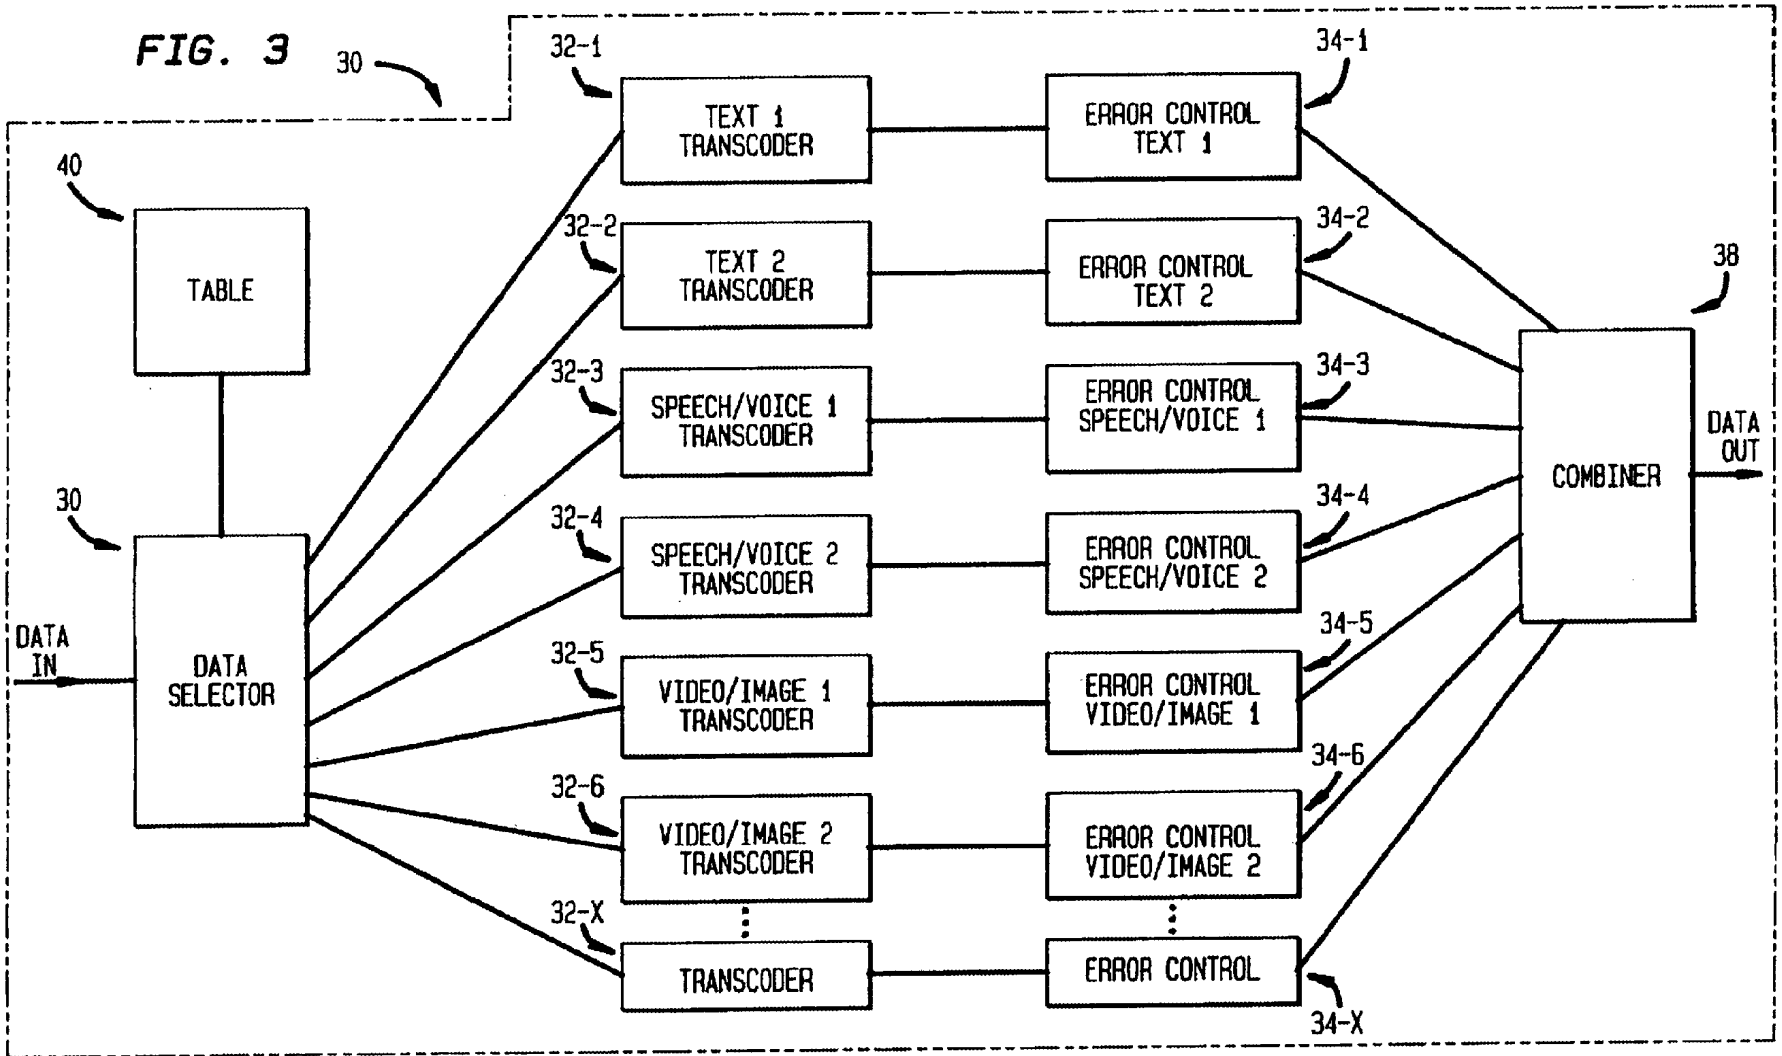 FIG. 3
30
32-1
TEXT 1
TRANSCODER
34-1
ERROR CONTROL
TEXT 1
40
TABLE
32-2
TEXT 2
TRANSCODER
34-2
ERROR CONTROL
TEXT 2
38
COMBINER
DATA
OUT
32-3
SPEECH/VOICE 1
TRANSCODER
34-3
ERROR CONTROL
SPEECH/VOICE 1
30
DATA
SELECTOR
DATA
IN
32-4
SPEECH/VOICE 2
TRANSCODER
34-4
ERROR CONTROL
SPEECH/VOICE 2
32-5
VIDEO/IMAGE 1
TRANSCODER
34-5
ERROR CONTROL
VIDEO/IMAGE 1
32-6
VIDEO/IMAGE 2
TRANSCODER
34-6
ERROR CONTROL
VIDEO/IMAGE 2
32-X
TRANSCODER
ERROR CONTROL
34-X